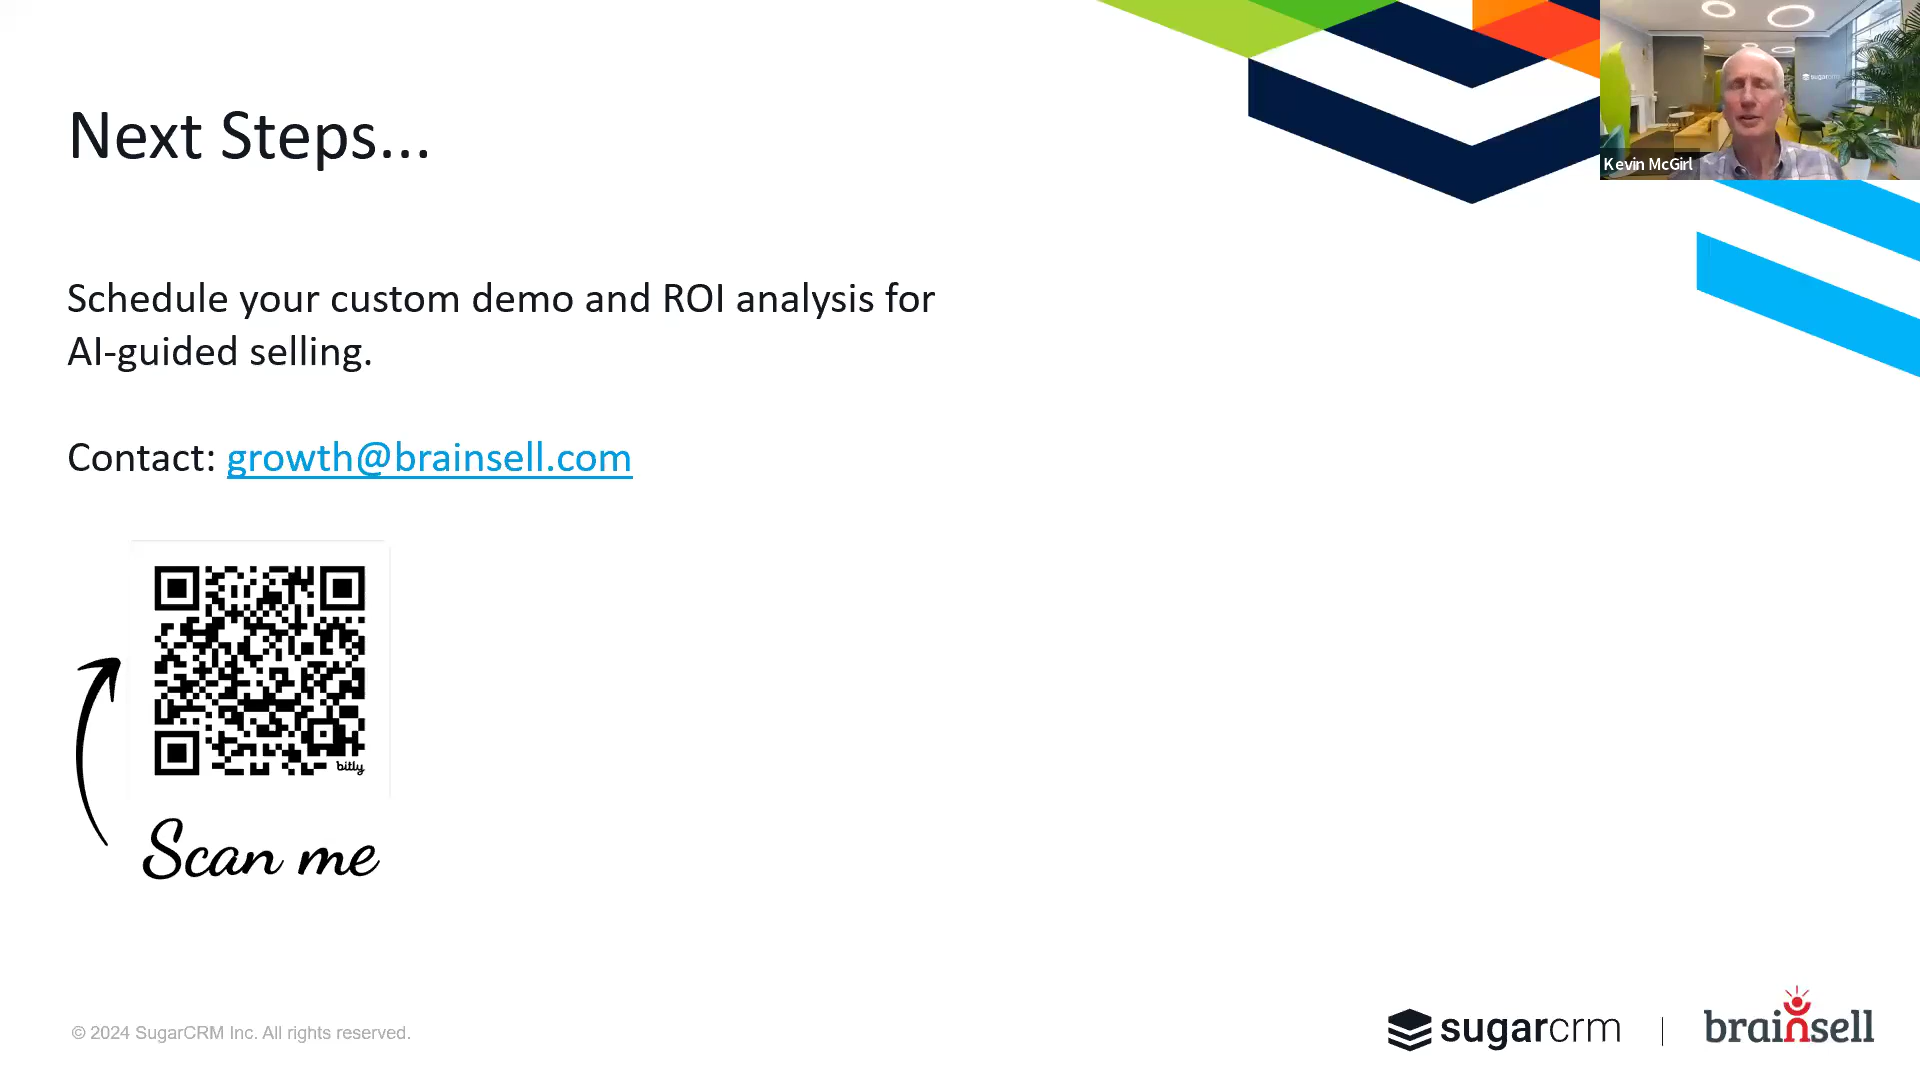 Next Steps...
sugarcrm
Kevin McGirl
Schedule your custom demo and ROI analysis for
AI-guided selling.
Contact: growth@brainsell.com
bitly
Scan me
© 2024 SugarCRM Inc. All rights reserved.
sugarcrm | brainsell